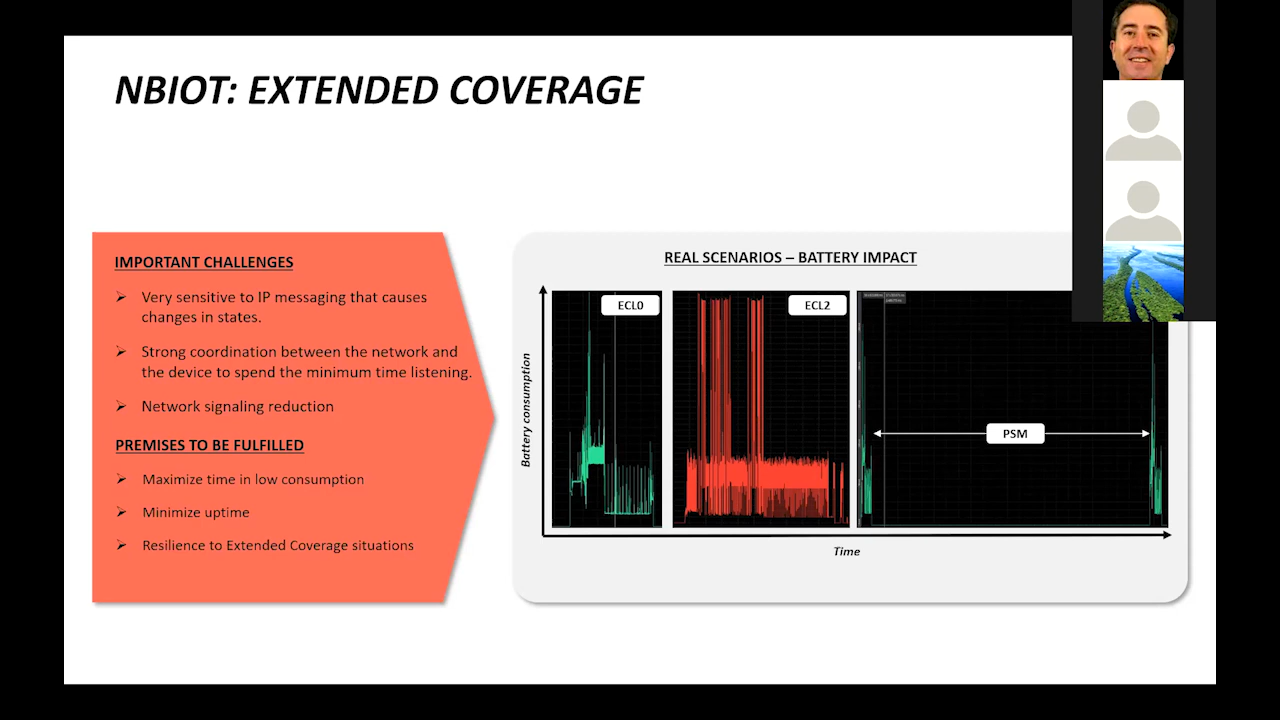 NBIOT: EXTENDED COVERAGE
IMPORTANT CHALLENGES
Very sensitive to IP messaging that causes
changes in states.
Strong coordination between the network and
the device to spend the minimum time listening.
Network signaling reduction
PREMISES TO BE FULFILLED
Maximize time in low consumption
Minimize uptime
Resilience to Extended Coverage situations
REAL SCENARIOS – BATTERY IMPACT
Battery consumption
ECL0
ECL2
PSM
Time